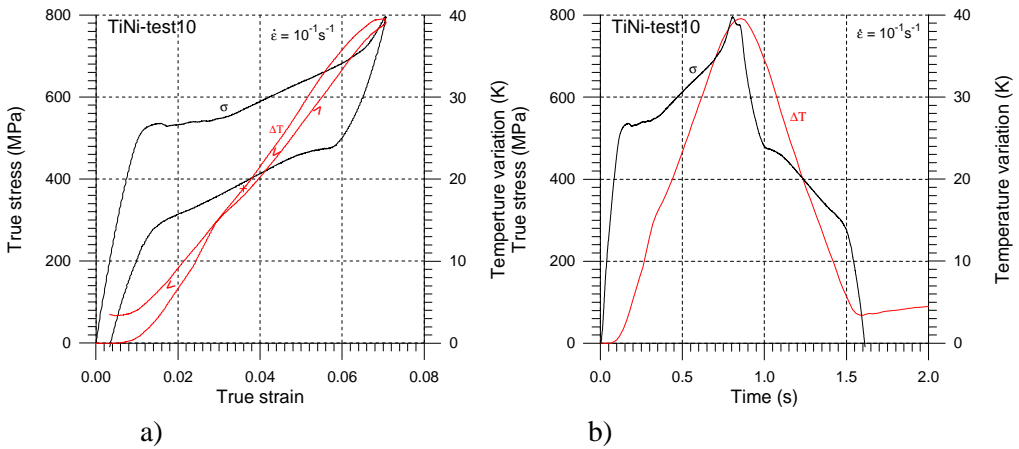 TiNi-test10
ε̇ = 10⁻¹s⁻¹
σ
ΔT
800
600
400
200
0
40
30
20
10
0
0.00 0.02 0.04 0.06 0.08
True strain
True stress (MPa)
Temperture variation (K)
a)
TiNi-test10
ε̇ = 10⁻¹s⁻¹
σ
ΔT
800
600
400
200
0
40
30
20
10
0
0.0 0.5 1.0 1.5 2.0
Time (s)
True stress (MPa)
Temperature variation (K)
b)